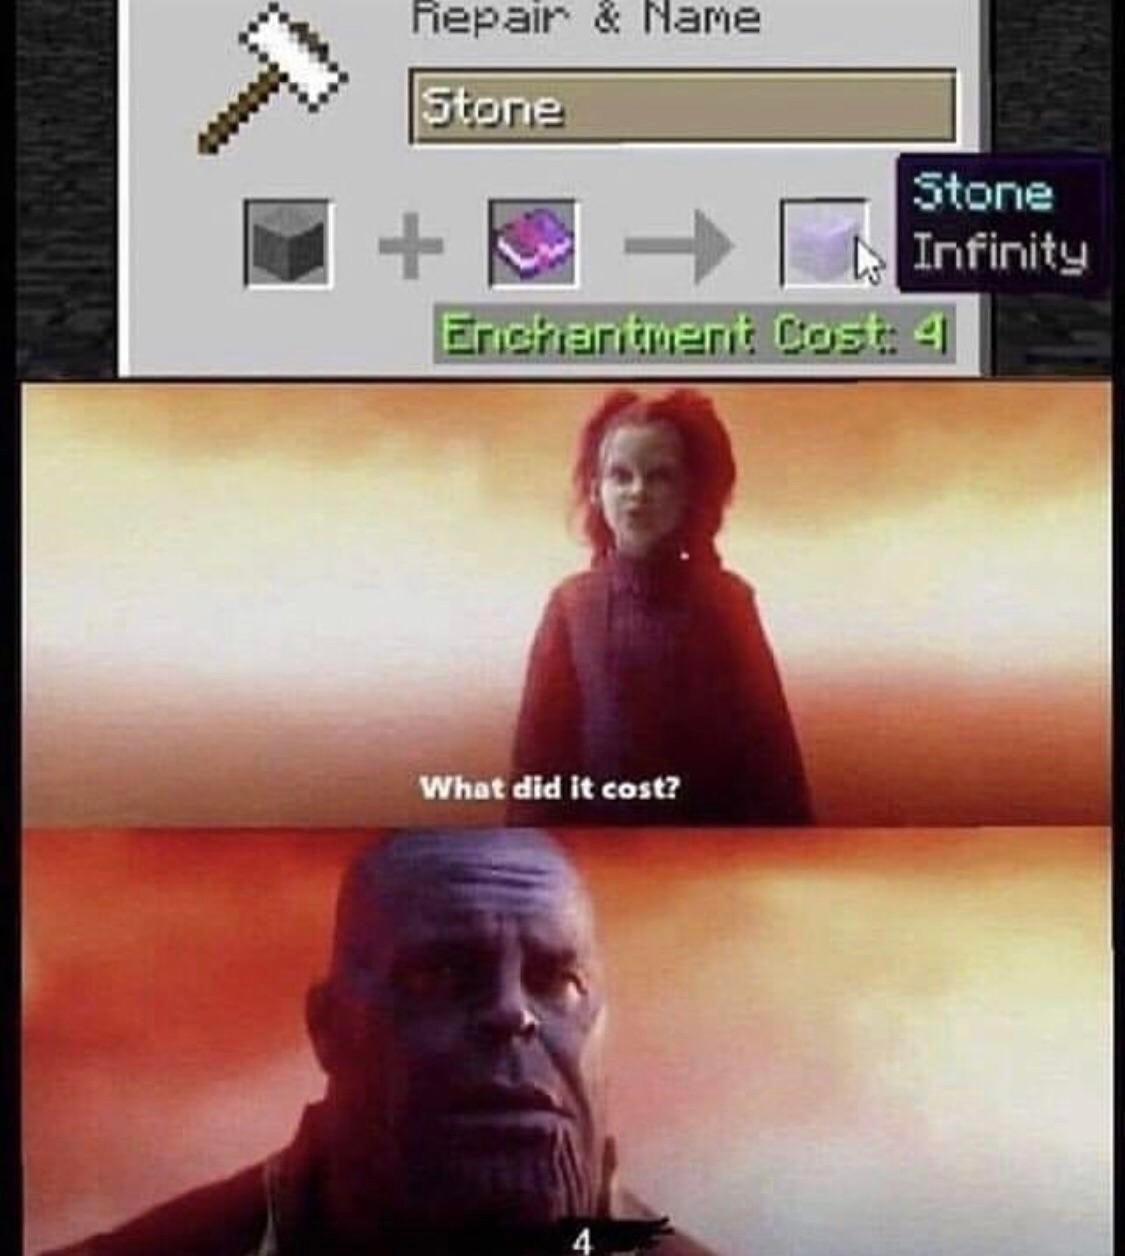 Repair & Name
Stone
Stone
Infinity
Enchantment Cost: 4
What did it cost?
4